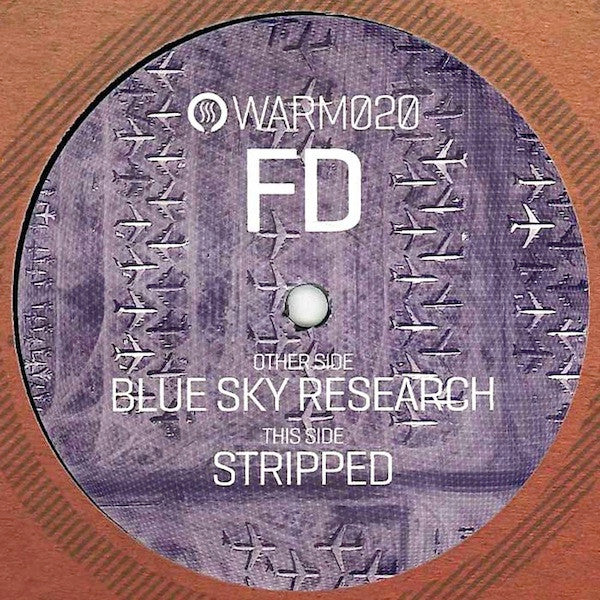 WARM020
FD
OTHER SIDE
BLUE SKY RESEARCH
THIS SIDE
STRIPPED